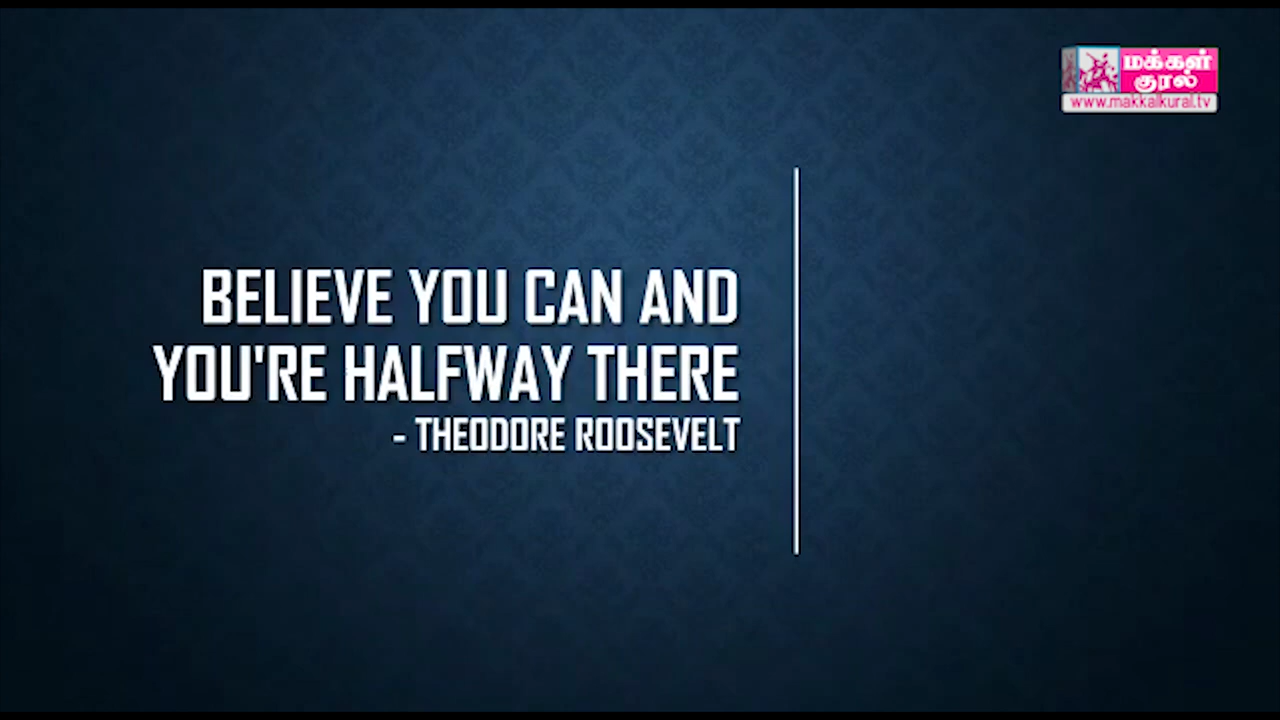 மக்கள்
குரல்
www.makkalkural.tv
BELIEVE YOU CAN AND
YOU'RE HALFWAY THERE
- THEODORE ROOSEVELT